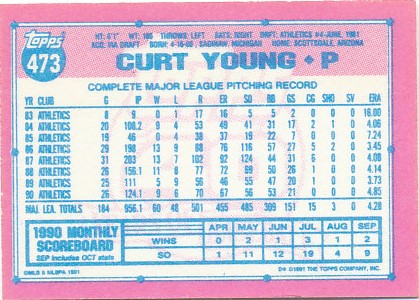 topps
473
HT: 6'1" WT: 180 THROWS: LEFT BATS: RIGHT DRFT: ATHLETICS #4-JUNE, 1981
ACQ: VIA DRAFT BORN: 4-16-60, SAGINAW, MICHIGAN HOME: SCOTTSDALE, ARIZONA
CURT YOUNG • P
COMPLETE MAJOR LEAGUE PITCHING RECORD
YR CLUB G IP W L R ER SO BB GS CG SHO SV ERA
83 ATHLETICS 8 9 0 1 17 16 5 5 2 0 0 0 16.00
84 ATHLETICS 20 108.2 9 4 53 49 41 31 17 2 1 0 4.06
85 ATHLETICS 19 46 0 4 38 37 19 22 7 0 0 0 7.24
86 ATHLETICS 29 198 13 9 88 76 116 57 27 5 2 0 3.45
87 ATHLETICS 31 203 13 7 102 92 124 44 31 6 0 0 4.08
88 ATHLETICS 26 156.1 11 8 77 72 69 50 26 1 0 0 4.14
89 ATHLETICS 25 111 5 9 56 46 55 47 20 1 0 0 3.73
90 ATHLETICS 26 124.1 9 6 70 67 56 53 21 0 0 0 4.85
MAJ. LEA. TOTALS 184 956.1 60 48 501 455 485 309 151 15 3 0 4.28
1990 MONTHLY SCOREBOARD APR MAY JUN JUL AUG SEP
SEP includes OCT stats
WINS 0 2 1 3 1 2
SO 1 11 12 19 4 9
©MLB & MLBPA 1991
D* ©1991 THE TOPPS COMPANY, INC.